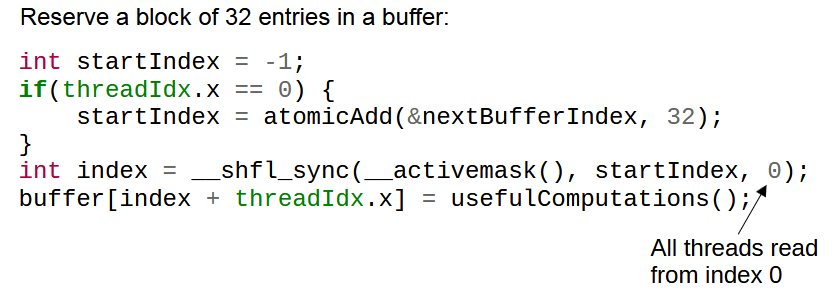 Reserve a block of 32 entries in a buffer:
int startIndex = -1;
if(threadIdx.x == 0) {
    startIndex = atomicAdd(&nextBufferIndex, 32);
}
int index = __shfl_sync(__activemask(), startIndex, 0);
buffer[index + threadIdx.x] = usefulComputations();
All threads read
from index 0